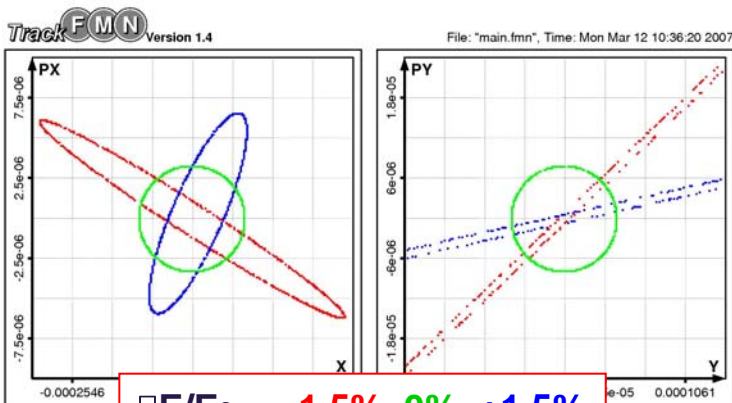 Track FMN Version 1.4
File: "main.fmn", Time: Mon Mar 12 10:36:20 2007
PX
7.5e-06
2.5e-06
-2.5e-06
-7.5e-06
X
-0.0002546
PY
1.8e-05
6e-06
-6e-06
-1.8e-05
Y
e-05
0.0001061